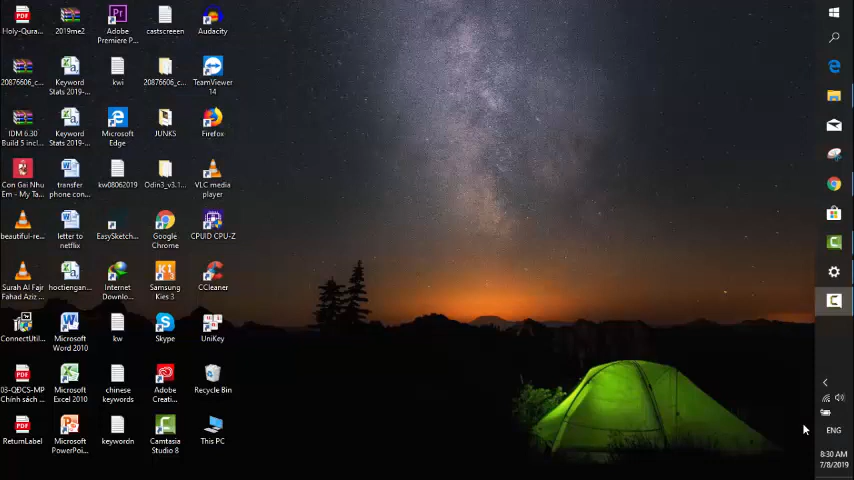 Holy-Qura...
2019me2
Adobe
Premiere P...
castscreeen
Audacity
20876606_c...
Keyword
Stats 2019-...
kwi
20876606_c...
TeamViewer
14
IDM 6.30
Build 5 incl...
Keyword
Stats 2019-...
Microsoft
Edge
JUNKS
Firefox
Con Gai Nhu
Em - My Ta...
transfer
phone con...
kw08062019
Odin3_v3.1...
VLC media
player
beautiful-re...
letter to
netflix
EasySketch...
Google
Chrome
CPUID CPU-Z
Surah Al Fajr
Fahad Aziz ...
hoctiengan...
Internet
Downlo...
Samsung
Kies 3
CCleaner
ConnectUtil...
Microsoft
Word 2010
kw
Skype
UniKey
03-QĐCS-MP
Chính sách ...
Microsoft
Excel 2010
chinese
keywords
Adobe
Creati...
Recycle Bin
ReturnLabel
Microsoft
PowerPoi...
keywordn
Camtasia
Studio 8
This PC
ENG
8:30 AM
7/8/2019